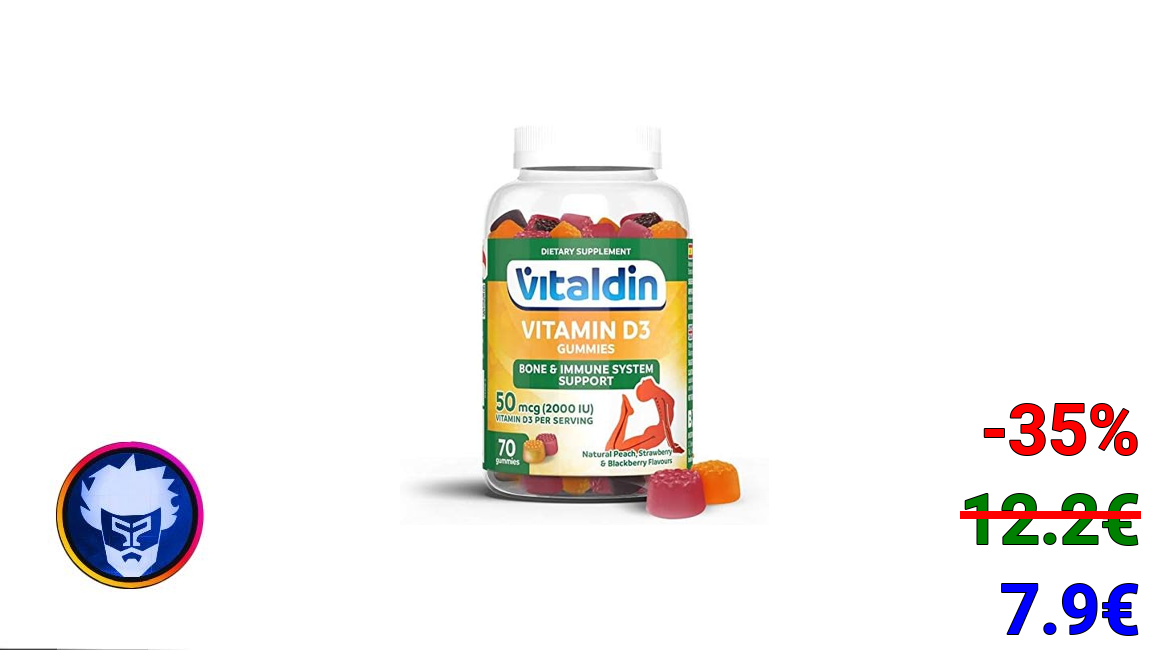 DIETARY SUPPLEMENT
Vitaldin
VITAMIN D3
GUMMIES
BONE & IMMUNE SYSTEM
SUPPORT
50 mcg (2000 IU)
VITAMIN D3 PER SERVING
70
gummies
Natural Peach, Strawberry
& Blackberry Flavours
-35%
12.2€
7.9€